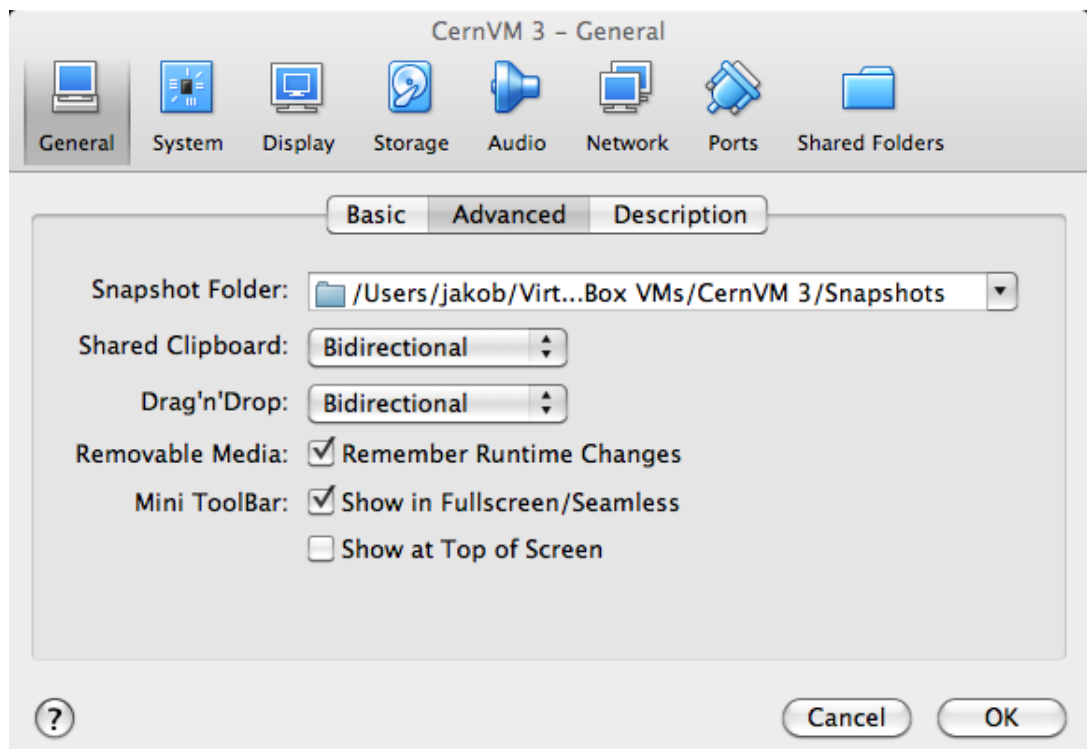 CernVM 3 – General
General System Display Storage Audio Network Ports Shared Folders
Basic Advanced Description
Snapshot Folder: /Users/jakob/Virt...Box VMs/CernVM 3/Snapshots
Shared Clipboard: Bidirectional
Drag'n'Drop: Bidirectional
Removable Media: Remember Runtime Changes
Mini ToolBar: Show in Fullscreen/Seamless
Show at Top of Screen
? Cancel OK